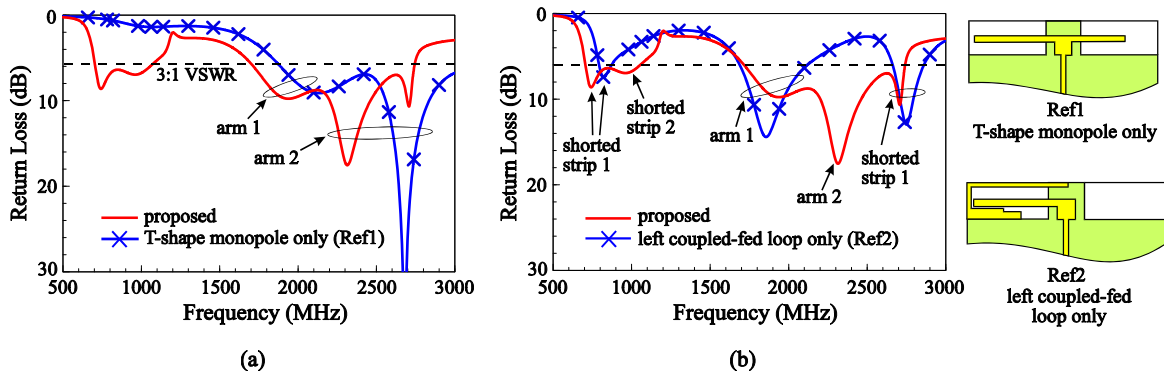 0
10
20
30
Return Loss (dB)
3:1 VSWR
arm 1
arm 2
proposed
T-shape monopole only (Ref1)
500
1000
1500
2000
2500
3000
Frequency (MHz)
(a)
0
10
20
30
Return Loss (dB)
shorted
strip 1
shorted
strip 2
arm 1
arm 2
shorted
strip 1
proposed
left coupled-fed loop only (Ref2)
500
1000
1500
2000
2500
3000
Frequency (MHz)
(b)
Ref1
T-shape monopole only
Ref2
left coupled-fed
loop only